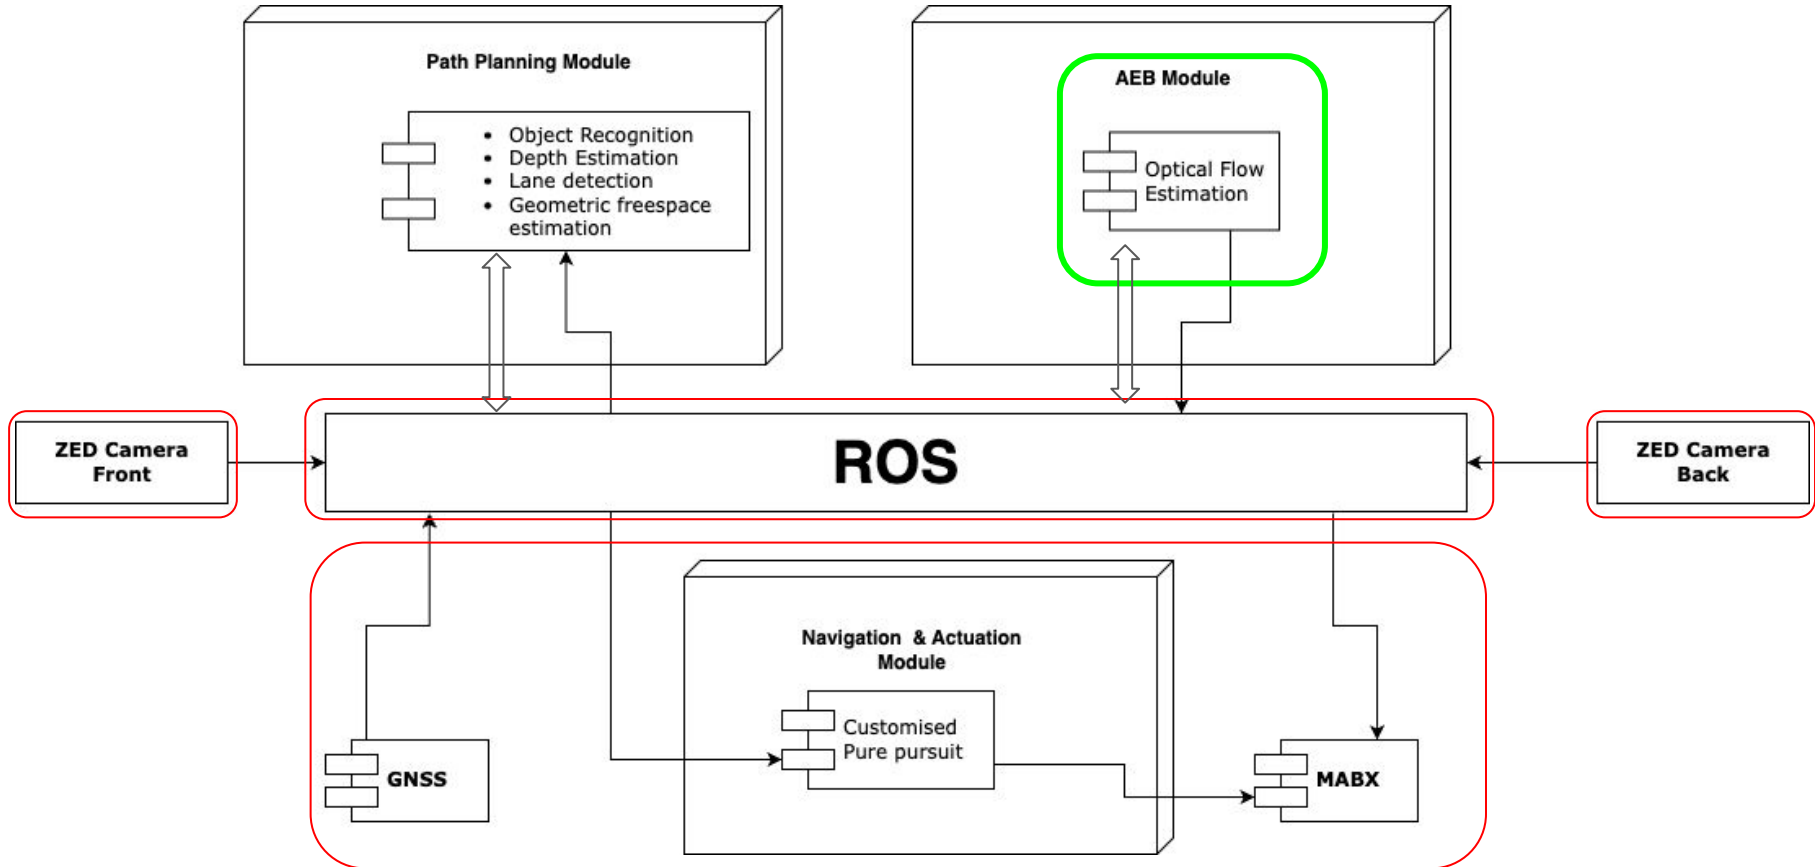 Path Planning Module
• Object Recognition
• Depth Estimation
• Lane detection
• Geometric freespace
estimation
AEB Module
Optical Flow
Estimation
ZED Camera
Front
ROS
ZED Camera
Back
Navigation & Actuation
Module
Customised
Pure pursuit
GNSS
MABX